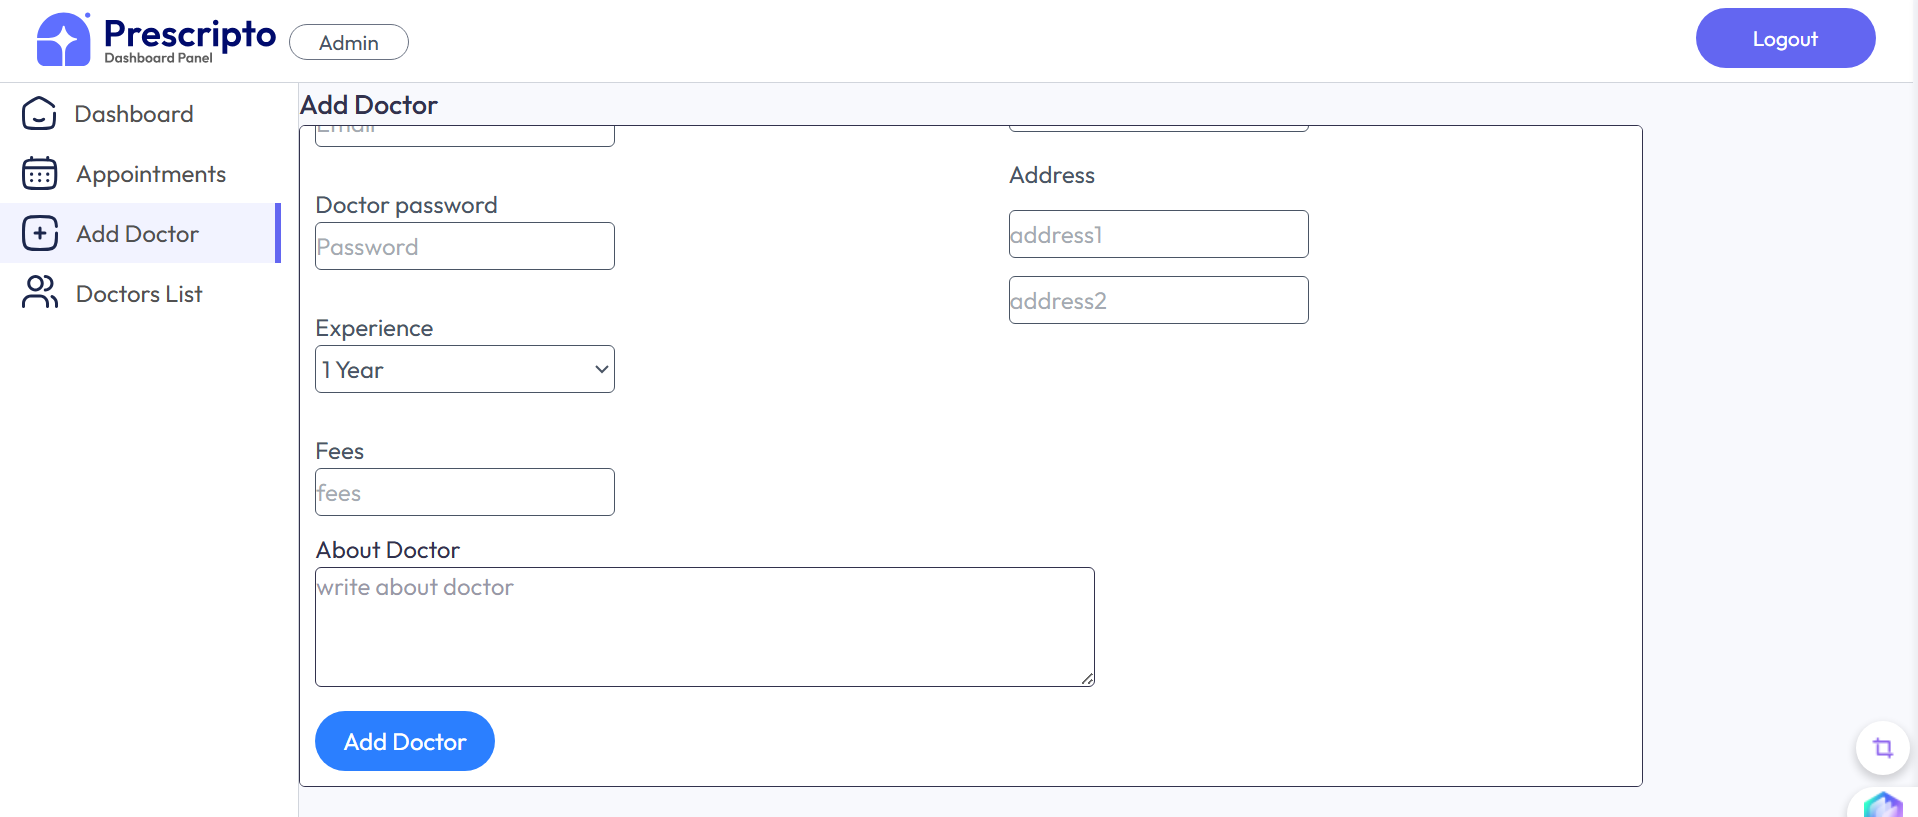 Prescripto
Dashboard Panel
Admin
Logout
Dashboard
Appointments
Add Doctor
Doctors List
Add Doctor
Email
Doctor password
Password
Experience
1 Year
Fees
fees
Address
address1
address2
About Doctor
write about doctor
Add Doctor